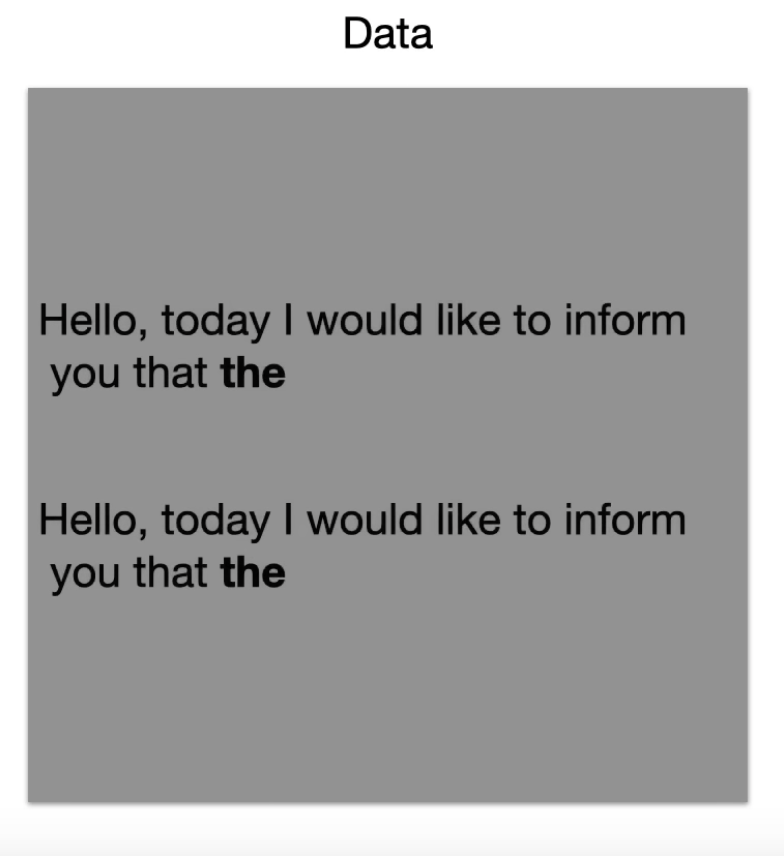 Data
Hello, today I would like to inform
you that the
Hello, today I would like to inform
you that the